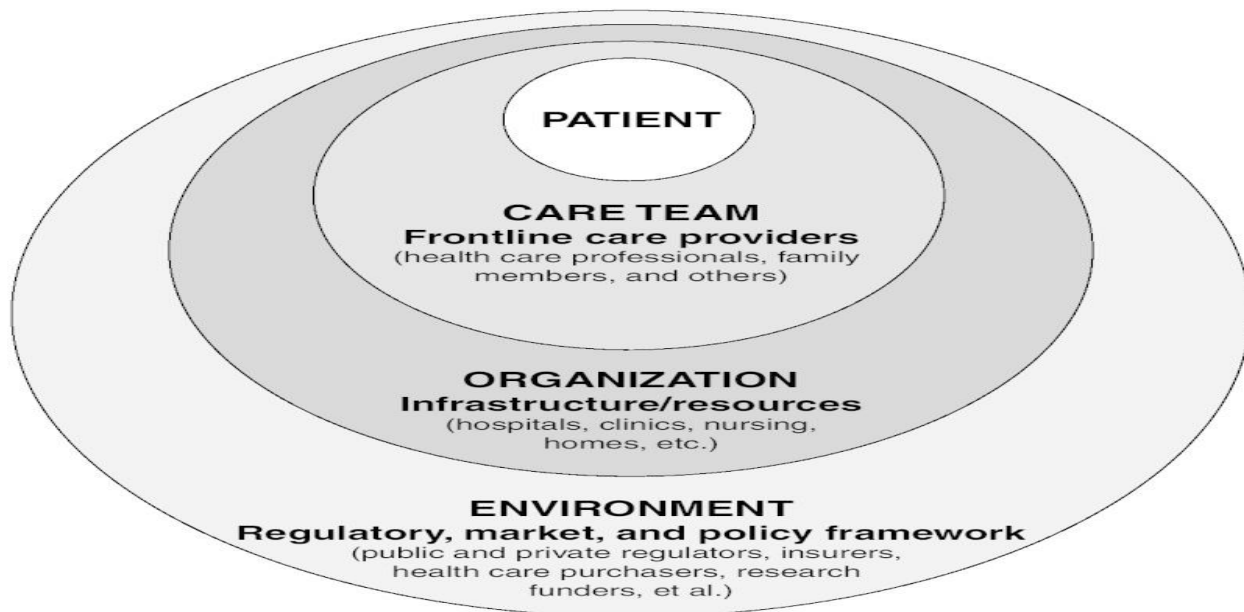 PATIENT
CARE TEAM
Frontline care providers
(health care professionals, family
members, and others)
ORGANIZATION
Infrastructure/resources
(hospitals, clinics, nursing,
homes, etc.)
ENVIRONMENT
Regulatory, market, and policy framework
(public and private regulators, insurers,
health care purchasers, research
funders, et al.)